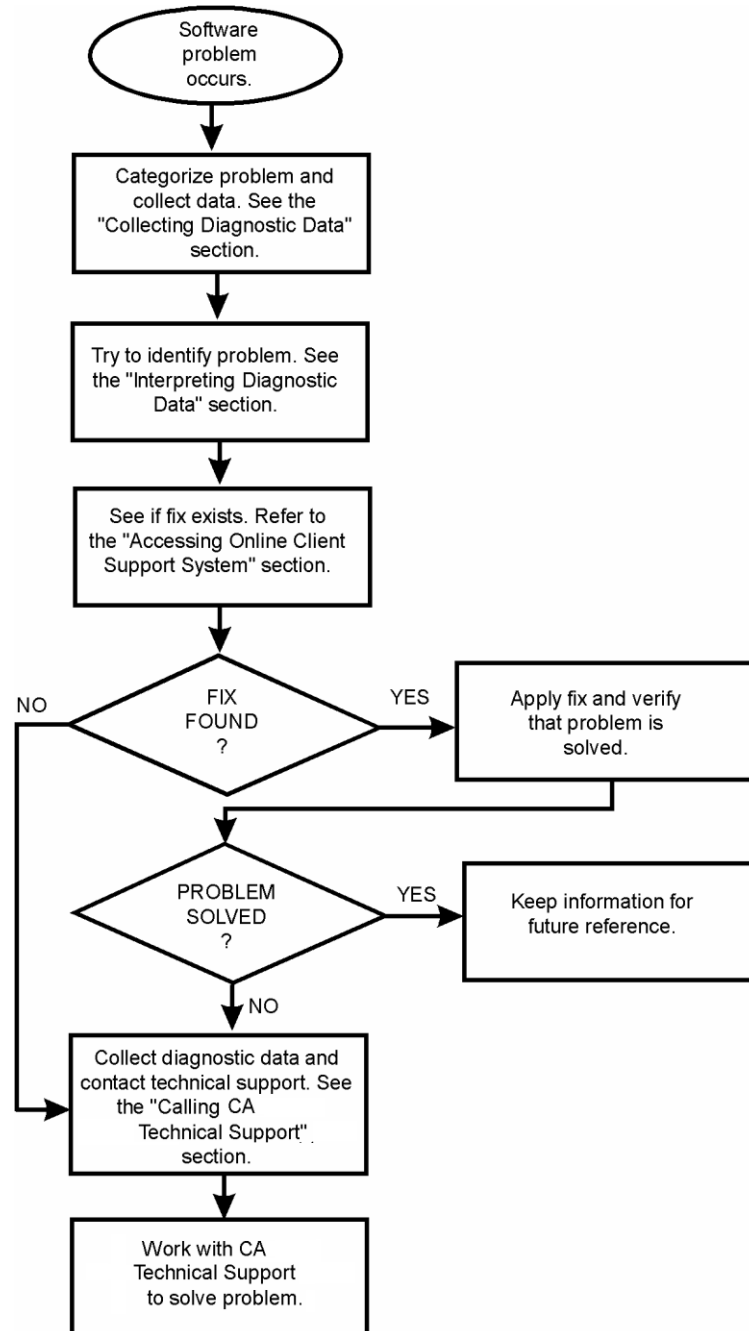 Software
problem
occurs.
Categorize problem and
collect data. See the
"Collecting Diagnostic Data"
section.
Try to identify problem. See
the "Interpreting Diagnostic
Data" section.
See if fix exists. Refer to
the "Accessing Online Client
Support System" section.
NO
FIX
FOUND
?
YES
Apply fix and verify
that problem is
solved.
PROBLEM
SOLVED
?
YES
Keep information for
future reference.
NO
Collect diagnostic data and
contact technical support. See
the "Calling CA
Technical Support"
section.
Work with CA
Technical Support
to solve problem.